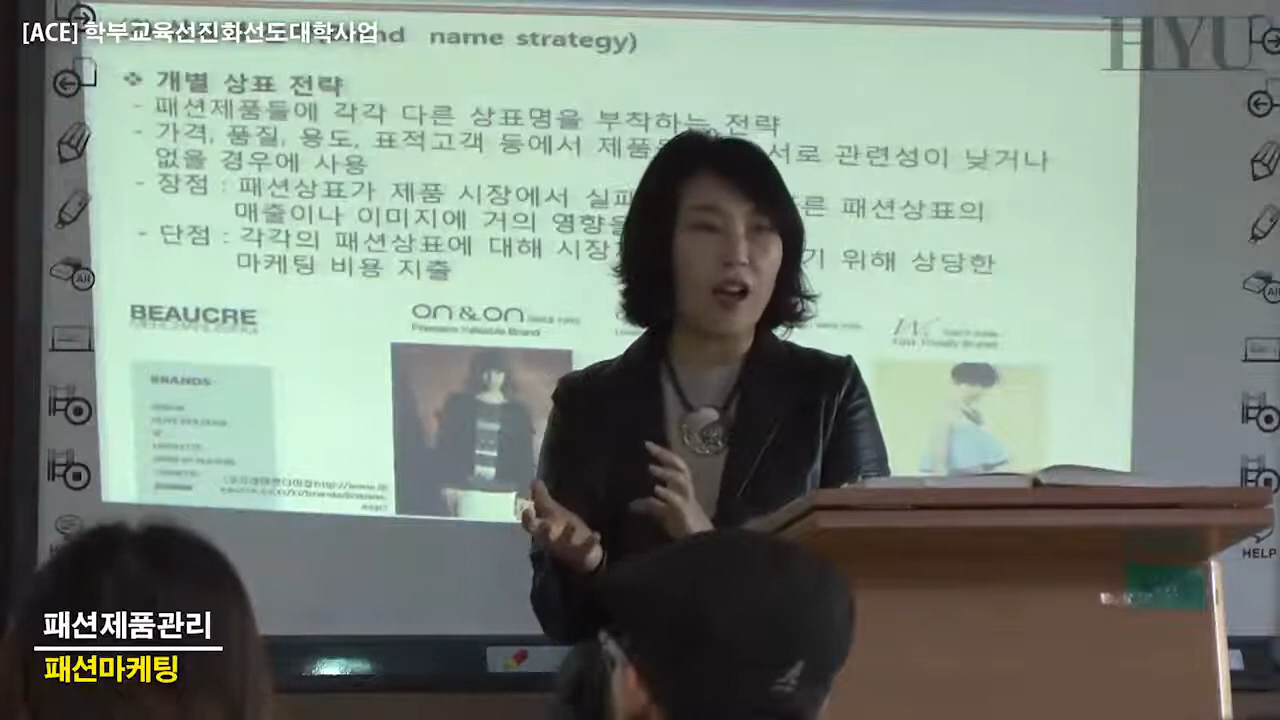 [ACE] 학부교육선진화선도대학사업
nd name strategy)
HYU
❖ 개별 상표 전략
- 패션제품들에 각각 다른 상표명을 부착하는 전략
- 가격, 품질, 용도, 표적고객 등에서 제품 서로 관련성이 낮거나
없을 경우에 사용
- 장점 : 패션상표가 제품 시장에서 실패 른 패션상표의
매출이나 이미지에 거의 영향을
- 단점 : 각각의 패션상표에 대해 시장 기 위해 상당한
마케팅 비용 지출
BEAUCRE
on & on
Premiere Valuable Brand
W.
BRANDS
All
HELP
패션제품관리
패션마케팅